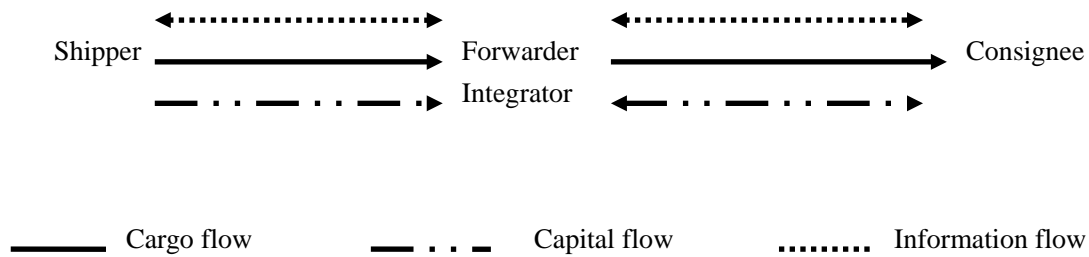 Shipper Forwarder Consignee
Integrator
Cargo flow Capital flow Information flow